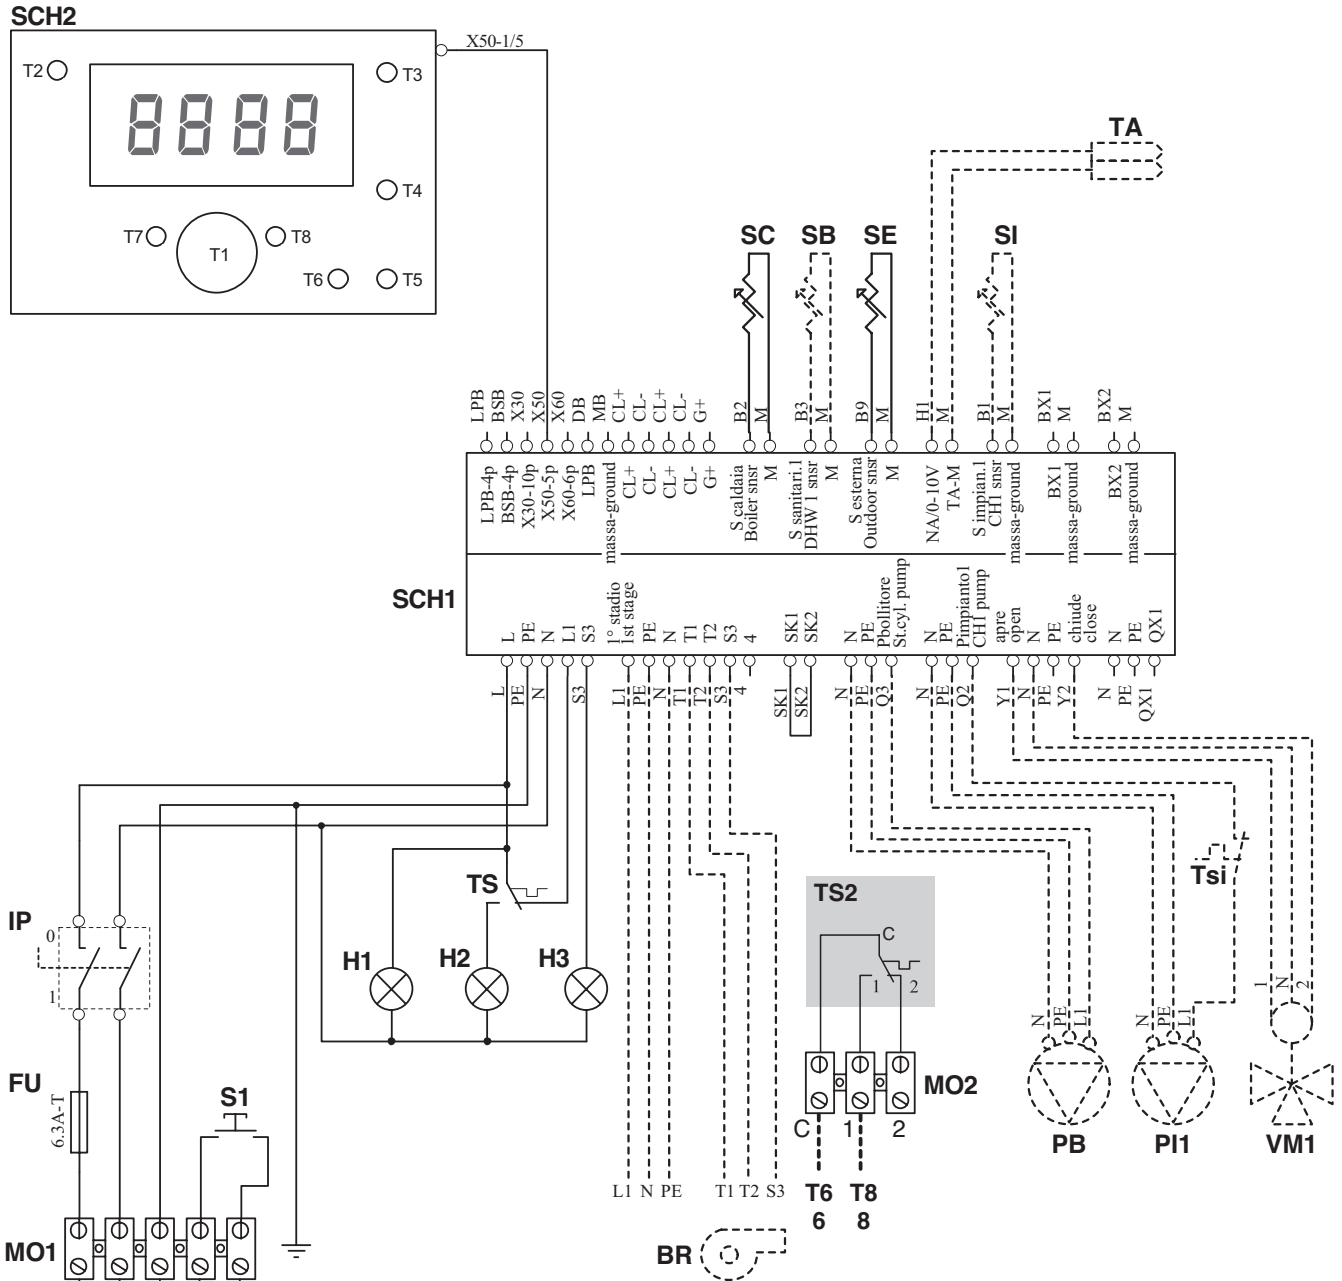 SCH2
X50-1/5
T2
T3
8888
T4
T7
T1
T8
T6
T5
TA
SC
SB
SE
SI
LPB
BSB
X30
X50
X60
DB
MB
CL+
CL-
CL+
CL-
G+
B2
M
B3
M
B9
M
H1
M
B1
M
BX1
M
BX2
M
LPB-4p
BSB-4p
X30-10p
X50-5p
X60-6p
LPB
massa-ground
CL+
CL-
CL+
CL-
G+
S caldaia
Boiler snsr
M
S sanitari.1
DHW 1 snsr
M
S esterna
Outdoor snsr
M
NA/0-10V
TA-M
S impian.1
CH1 snsr
massa-ground
BX1
massa-ground
BX2
massa-ground
SCH1
L
PE
N
L1
S3
1° stadio
1st stage
PE
N
T1
T2
S3
4
SK1
SK2
N
PE
Pbollitore
St.cyl. pump
N
PE
Pimpianto1
CH1 pump
apre
open
N
PE
chiude
close
N
PE
QX1
L
PE
N
S3
L1
PE
N
T1
T2
S3
4
SK1
SK2
N
PE
Q3
N
PE
Q2
Y1
N
PE
Y2
N
PE
QX1
TS
TS2
Tsi
IP
0
1
H1
H2
H3
C
1
2
1
N
2
N
PE
L1
N
PE
L1
FU
6.3A-T
S1
MO2
C
1
2
PB
PI1
VM1
L1
N
PE
T1
T2
S3
T6
6
T8
8
MO1
BR